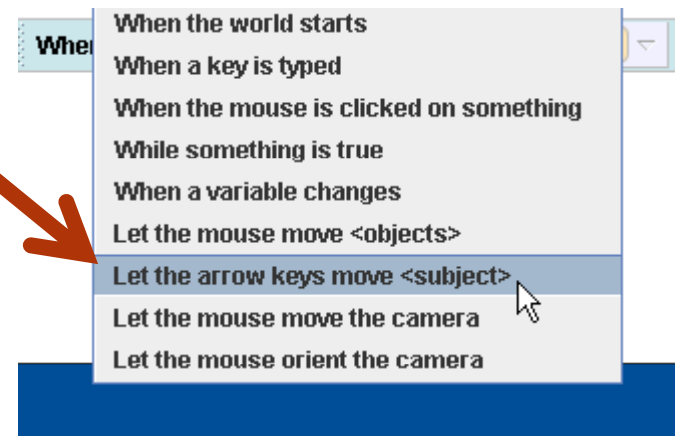 When the world starts
Whe
When a key is typed
When the mouse is clicked on something
While something is true
When a variable changes
Let the mouse move <objects>
Let the arrow keys move <subject>
Let the mouse move the camera
Let the mouse orient the camera